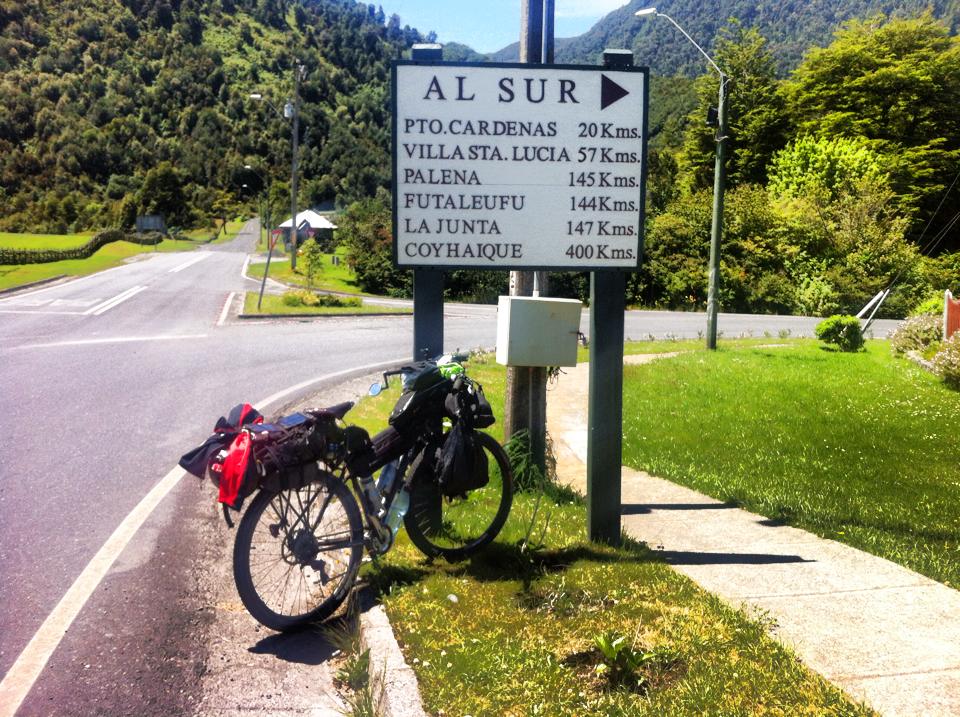 AL SUR
PTO.CARDENAS 20 Kms.
VILLA STA. LUCIA 57 Kms.
PALENA 145 Kms.
FUTALEUFU 144 Kms.
LA JUNTA 147 Kms.
COYHAIQUE 400 Kms.